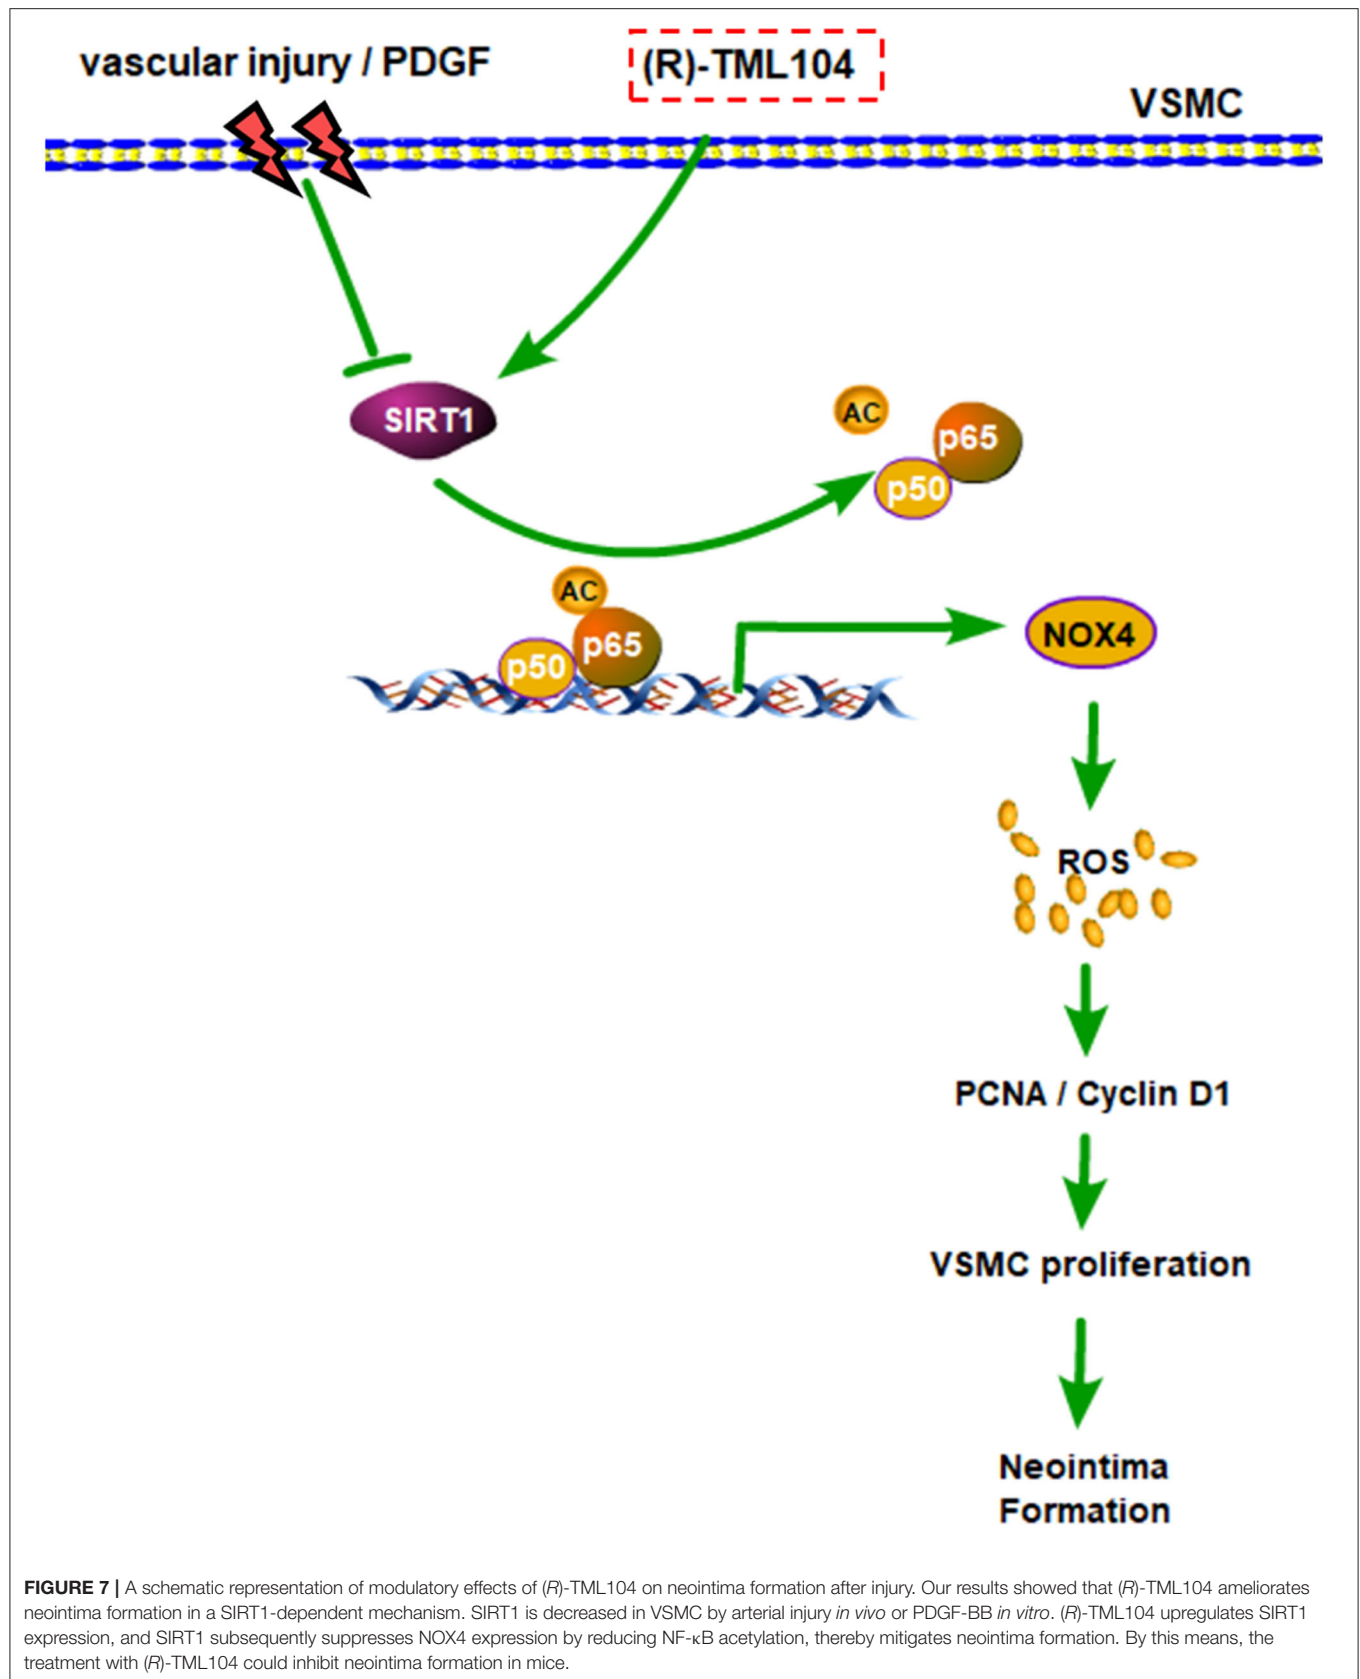 vascular injury / PDGF
(R)-TML104
VSMC
SIRT1
AC
p65
p50
AC
p65
p50
NOX4
ROS
PCNA / Cyclin D1
VSMC proliferation
Neointima
Formation
FIGURE 7 | A schematic representation of modulatory effects of (R)-TML104 on neointima formation after injury. Our results showed that (R)-TML104 ameliorates
neointima formation in a SIRT1-dependent mechanism. SIRT1 is decreased in VSMC by arterial injury in vivo or PDGF-BB in vitro. (R)-TML104 upregulates SIRT1
expression, and SIRT1 subsequently suppresses NOX4 expression by reducing NF-κB acetylation, thereby mitigates neointima formation. By this means, the
treatment with (R)-TML104 could inhibit neointima formation in mice.